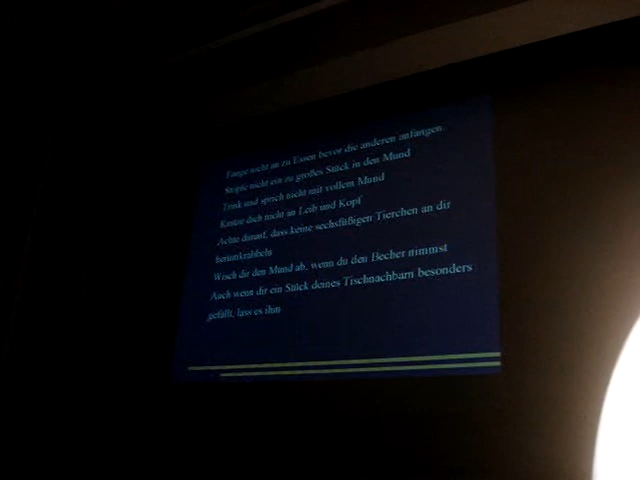 Fange nicht an zu Essen bevor die anderen anfangen.
Stopfe nicht ein zu großes Stück in den Mund
Trink und sprich nicht mit vollem Mund
Kratze dich nicht an Leib und Kopf
Achte darauf, dass keine sechsfüßigen Tierchen an dir
herumkrabbeln
Wisch dir den Mund ab, wenn du den Becher nimmst
Auch wenn dir ein Stück deines Tischnachbarn besonders
gefällt, lass es ihm